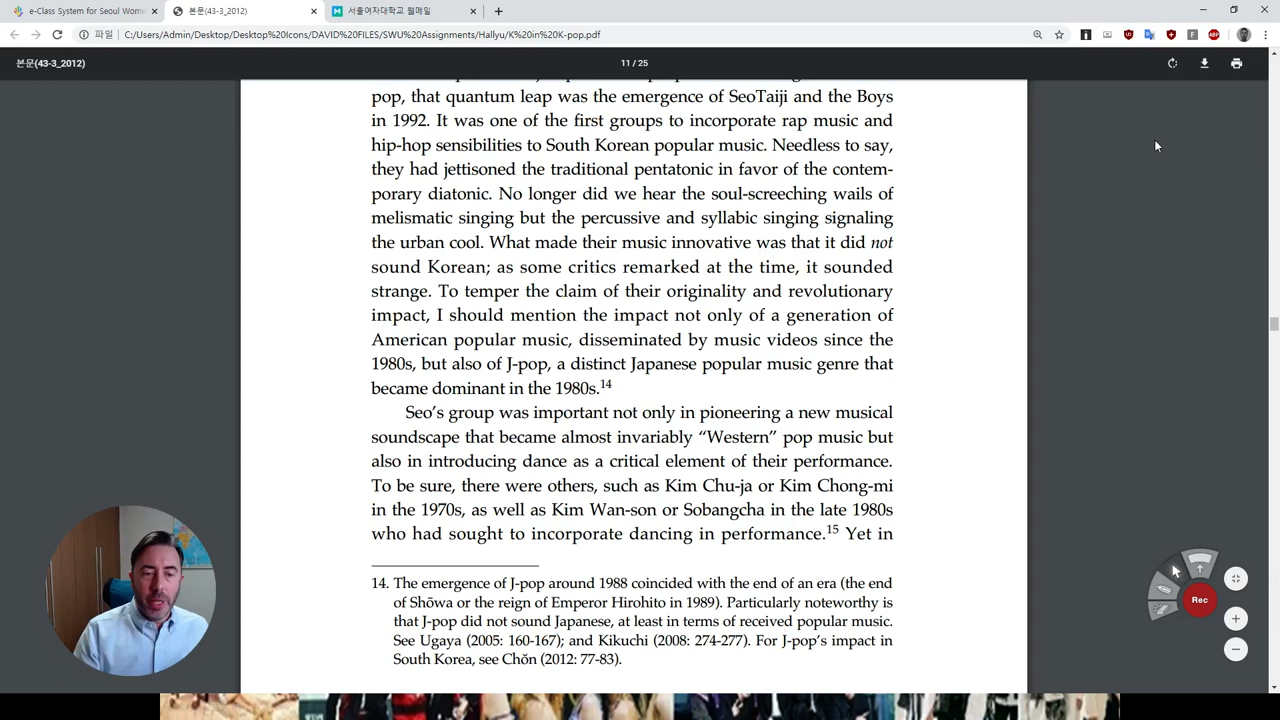 e-Class System for Seoul Wome
본문(43-3_2012)
서울여자대학교 웹메일
파일
C:/Users/Admin/Desktop/Desktop%20Icons/DAVID%20FILES/SWU%20Assignments/Hallyu/K%20in%20K-pop.pdf
본문(43-3_2012)
11 / 25
pop, that quantum leap was the emergence of SeoTaiji and the Boys
in 1992. It was one of the first groups to incorporate rap music and
hip-hop sensibilities to South Korean popular music. Needless to say,
they had jettisoned the traditional pentatonic in favor of the contem-
porary diatonic. No longer did we hear the soul-screeching wails of
melismatic singing but the percussive and syllabic singing signaling
the urban cool. What made their music innovative was that it did not
sound Korean; as some critics remarked at the time, it sounded
strange. To temper the claim of their originality and revolutionary
impact, I should mention the impact not only of a generation of
American popular music, disseminated by music videos since the
1980s, but also of J-pop, a distinct Japanese popular music genre that
became dominant in the 1980s.14
Seo's group was important not only in pioneering a new musical
soundscape that became almost invariably “Western” pop music but
also in introducing dance as a critical element of their performance.
To be sure, there were others, such as Kim Chu-ja or Kim Chong-mi
in the 1970s, as well as Kim Wan-son or Sobangcha in the late 1980s
who had sought to incorporate dancing in performance.15 Yet in
14. The emergence of J-pop around 1988 coincided with the end of an era (the end
of Shōwa or the reign of Emperor Hirohito in 1989). Particularly noteworthy is
that J-pop did not sound Japanese, at least in terms of received popular music.
See Ugaya (2005: 160-167); and Kikuchi (2008: 274-277). For J-pop's impact in
South Korea, see Chŏn (2012: 77-83).
Rec